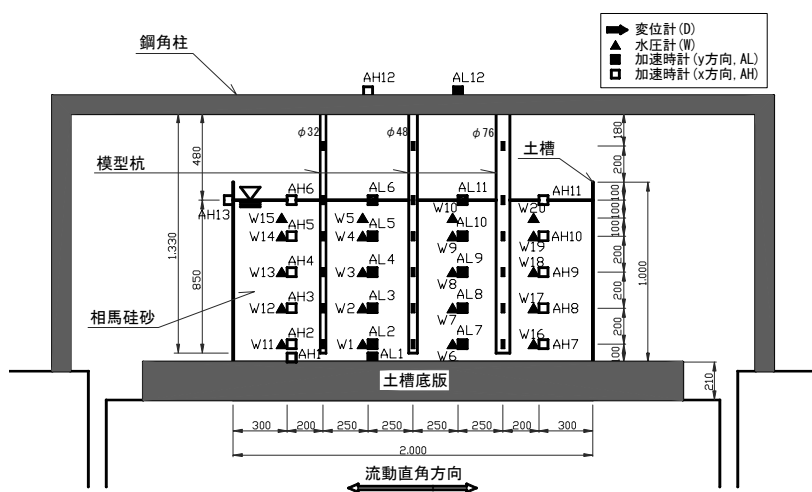 変位計(D)
水圧計(W)
加速時計(y方向,AL)
加速時計(x方向,AH)
鋼角柱
AH12
AL12
φ32
φ48
φ76
模型杭
土槽
480
180
200
AH13
AH6
AL6
AL11
AH11
100
W15
W5
W10
W20
100
W14
AH5
W4
AL5
W9
AL10
W19
AH10
100
1.330
850
1.000
200
W13
AH4
W3
AL4
W8
AL9
W18
AH9
200
相馬硅砂
W12
AH3
W2
AL3
W7
AL8
W17
AH8
200
W11
AH2
W1
AL2
W6
AL7
W16
AH7
100
AH1
AL1
土槽底版
210
300
200
250
250
250
250
200
300
2.000
流動直角方向